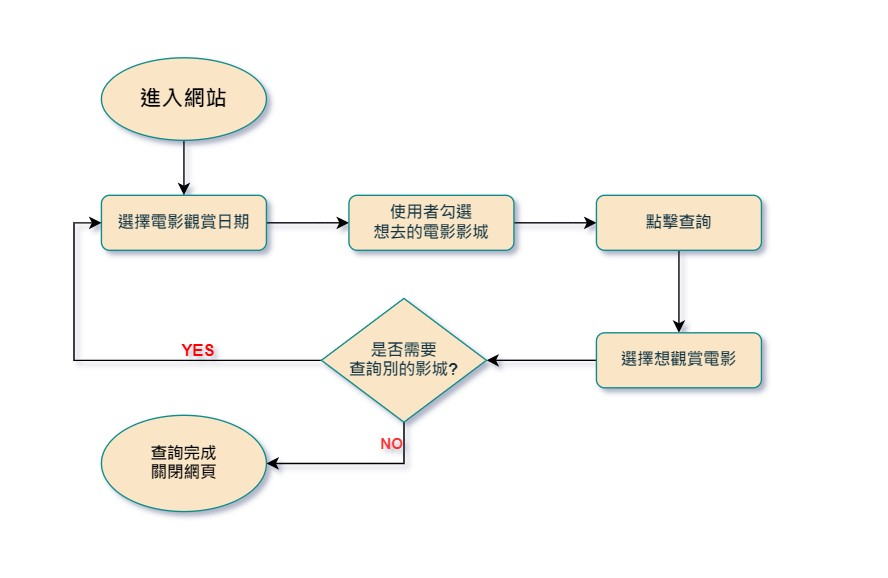 進入網站
選擇電影觀賞日期
使用者勾選
想去的電影影城
點擊查詢
選擇想觀賞電影
是否需要
查詢別的影城?
YES
NO
查詢完成
關閉網頁